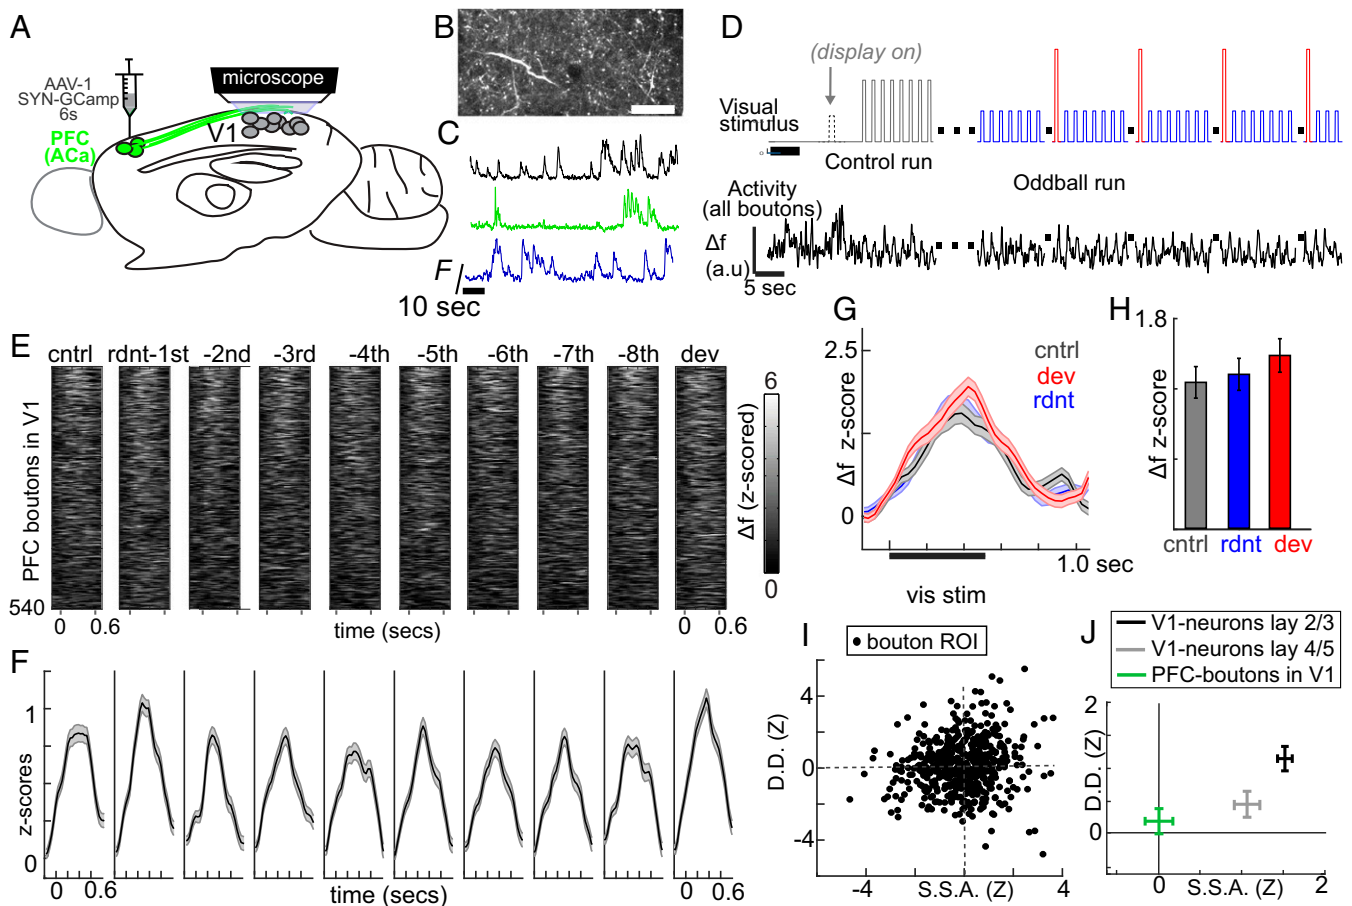 A
AAV-1
SYN-GCamp
6s
PFC
(ACa)
microscope
V1
B
C
F
10 sec
D
(display on)
Visual
stimulus
Control run
Oddball run
Activity
(all boutons)
Δf
(a.u)
5 sec
E
cntrl rdnt-1st -2nd -3rd -4th -5th -6th -7th -8th dev
PFC boutons in V1
540
0 0.6
time (secs)
0 0.6
6
0
Δf (z-scored)
F
z-scores
1
0
0 0.6
time (secs)
0 0.6
G
2.5
0
Δf z-score
cntrl
dev
rdnt
1.0 sec
vis stim
H
1.8
Δf z-score
cntrl rdnt dev
I
bouton ROI
D.D. (Z)
4
0
-4
-4 4
S.S.A. (Z)
J
V1-neurons lay 2/3
V1-neurons lay 4/5
PFC-boutons in V1
2
0
D.D. (Z)
0 2
S.S.A. (Z)